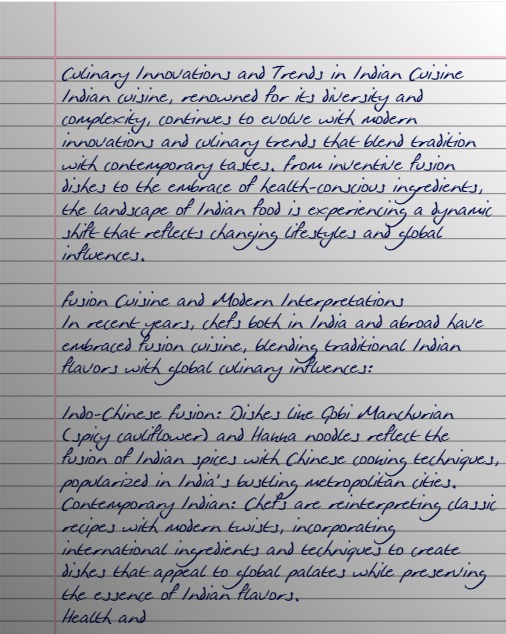 Culinary Innovations and Trends in Indian Cuisine
Indian cuisine, renowned for its diversity and
complexity, continues to evolve with modern
innovations and culinary trends that blend tradition
with contemporary tastes. From inventive fusion
dishes to the embrace of health-conscious ingredients,
the landscape of Indian food is experiencing a dynamic
shift that reflects changing lifestyles and global
influences.

Fusion Cuisine and Modern Interpretations
In recent years, chefs both in India and abroad have
embraced fusion cuisine, blending traditional Indian
flavors with global culinary influences:

Indo-Chinese Fusion: Dishes like Gobi Manchurian
(spicy cauliflower) and Hakka noodles reflect the
fusion of Indian spices with Chinese cooking techniques,
popularized in India's bustling metropolitan cities.
Contemporary Indian: Chefs are reinterpreting classic
recipes with modern twists, incorporating
international ingredients and techniques to create
dishes that appeal to global palates while preserving
the essence of Indian flavors.
Health and